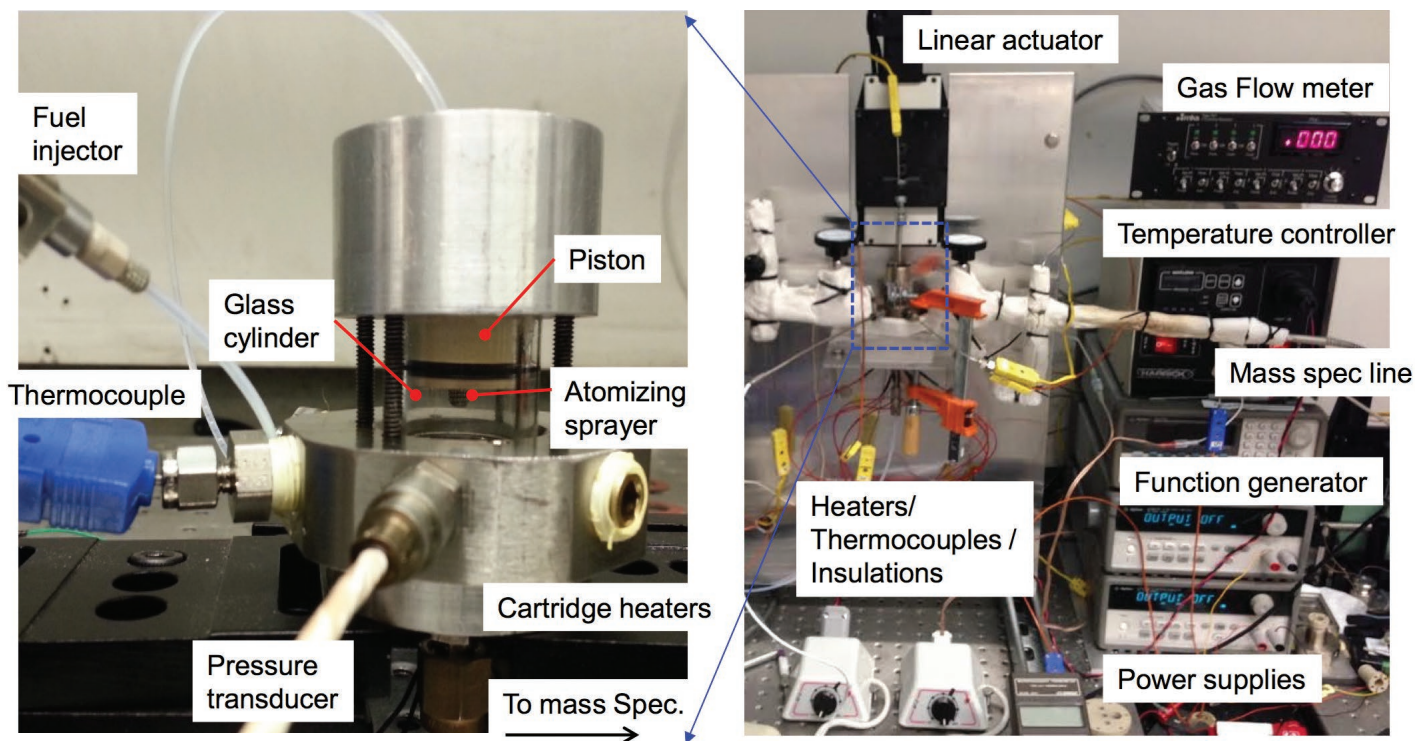 Fuel
injector
Piston
Glass
cylinder
Thermocouple
Atomizing
sprayer
Cartridge heaters
Pressure
transducer
To mass Spec.
Linear actuator
Gas Flow meter
.000
Temperature controller
HARRICK
Mass spec line
Function generator
OUTPUT OFF
Heaters/
Thermocouples /
Insulations
OUTPUT OFF
Power supplies